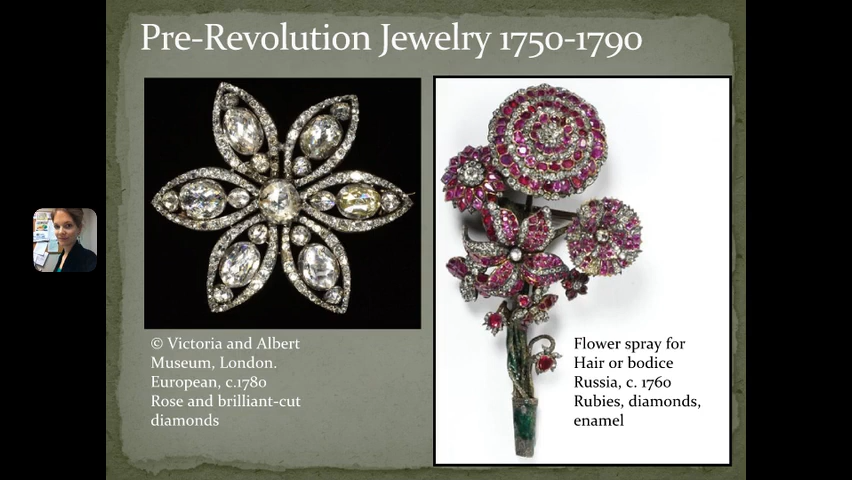 Pre-Revolution Jewelry 1750-1790
© Victoria and Albert
Museum, London.
European, c.1780
Rose and brilliant-cut
diamonds
Flower spray for
Hair or bodice
Russia, c. 1760
Rubies, diamonds,
enamel